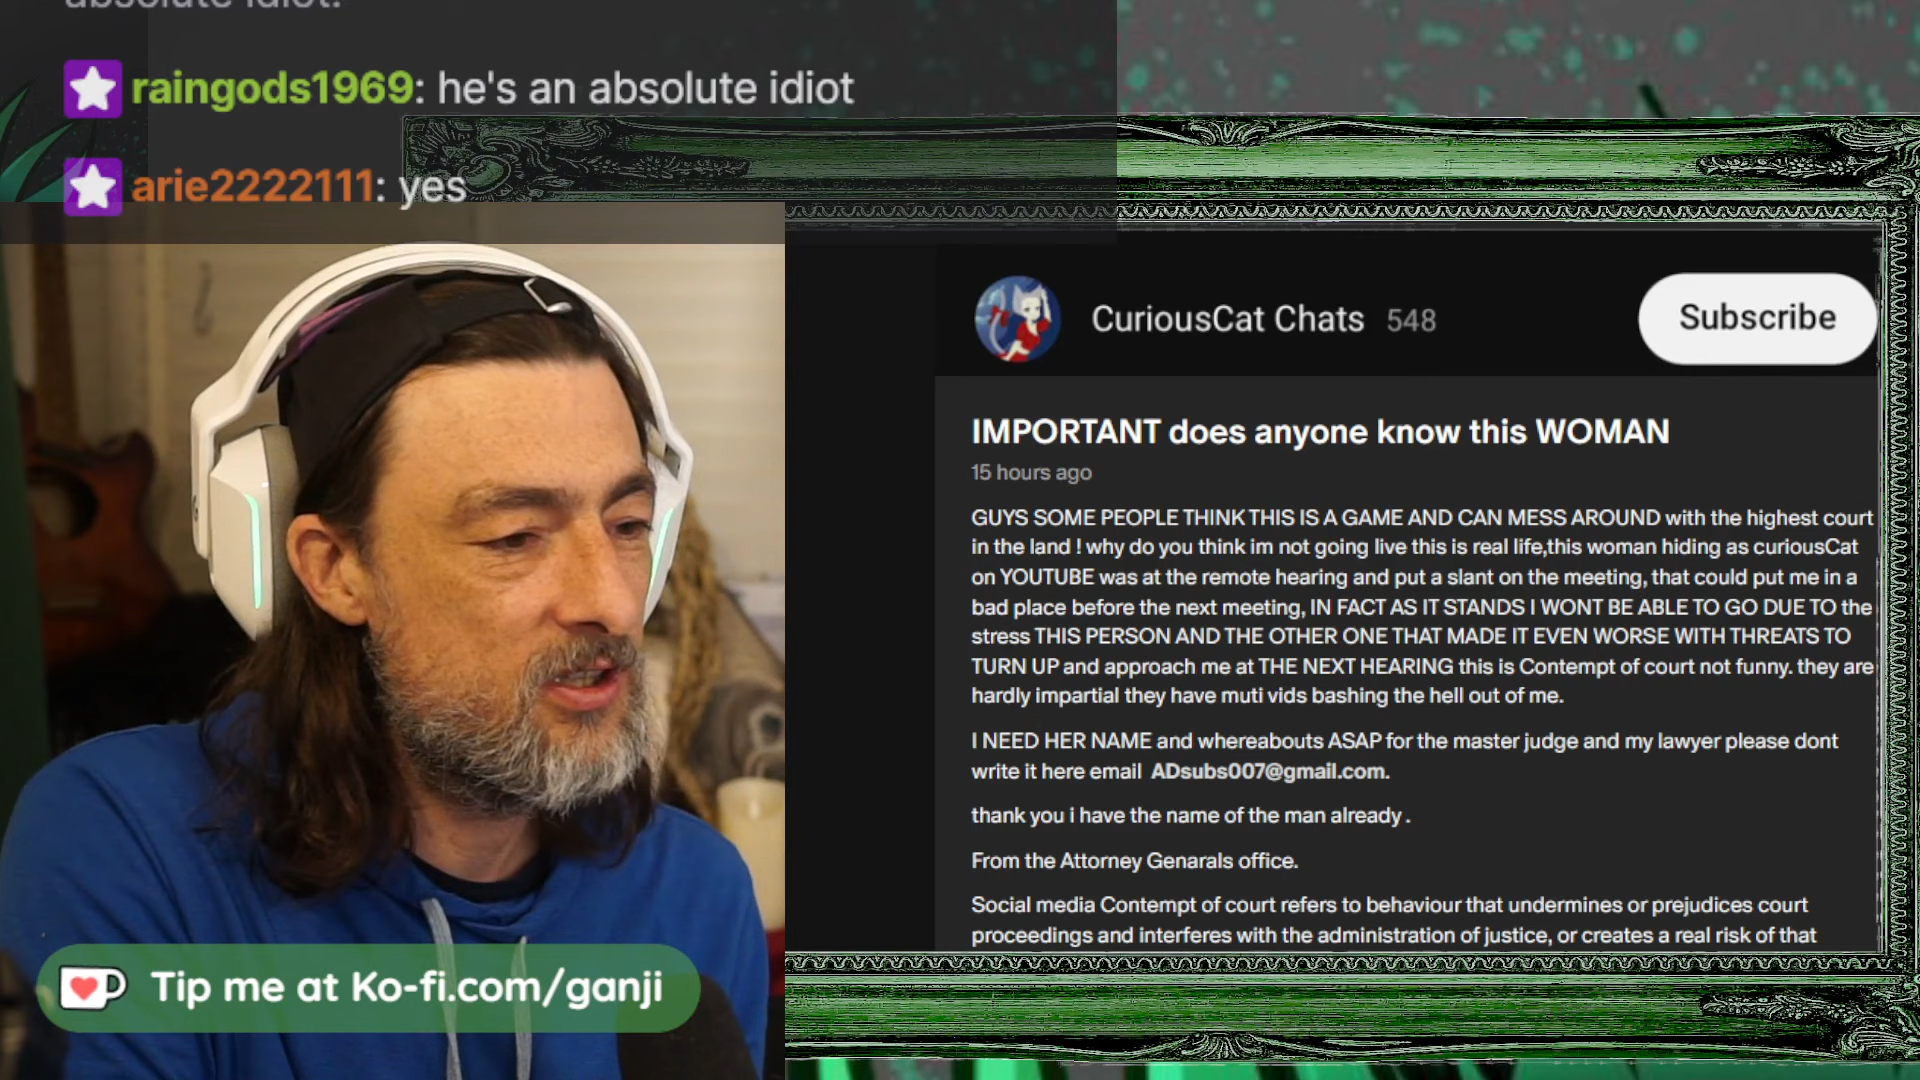 absolute idiot.
raingods1969: he's an absolute idiot
arie2222111: yes
CuriousCat Chats 548
Subscribe
IMPORTANT does anyone know this WOMAN
15 hours ago
GUYS SOME PEOPLE THINK THIS IS A GAME AND CAN MESS AROUND with the highest court
in the land ! why do you think im not going live this is real life,this woman hiding as curiousCat
on YOUTUBE was at the remote hearing and put a slant on the meeting, that could put me in a
bad place before the next meeting, IN FACT AS IT STANDS I WONT BE ABLE TO GO DUE TO the
stress THIS PERSON AND THE OTHER ONE THAT MADE IT EVEN WORSE WITH THREATS TO
TURN UP and approach me at THE NEXT HEARING this is Contempt of court not funny. they are
hardly impartial they have muti vids bashing the hell out of me.
I NEED HER NAME and whereabouts ASAP for the master judge and my lawyer please dont
write it here email ADsubs007@gmail.com.
thank you i have the name of the man already .
From the Attorney Genarals office.
Social media Contempt of court refers to behaviour that undermines or prejudices court
proceedings and interferes with the administration of justice, or creates a real risk of that
Tip me at Ko-fi.com/ganji